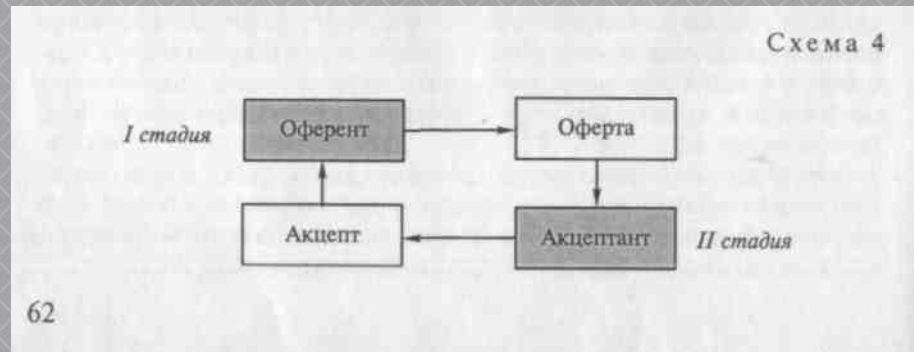 Схема 4
I стадия
Оферент
Оферта
Акцепт
Акцептант
II стадия
62